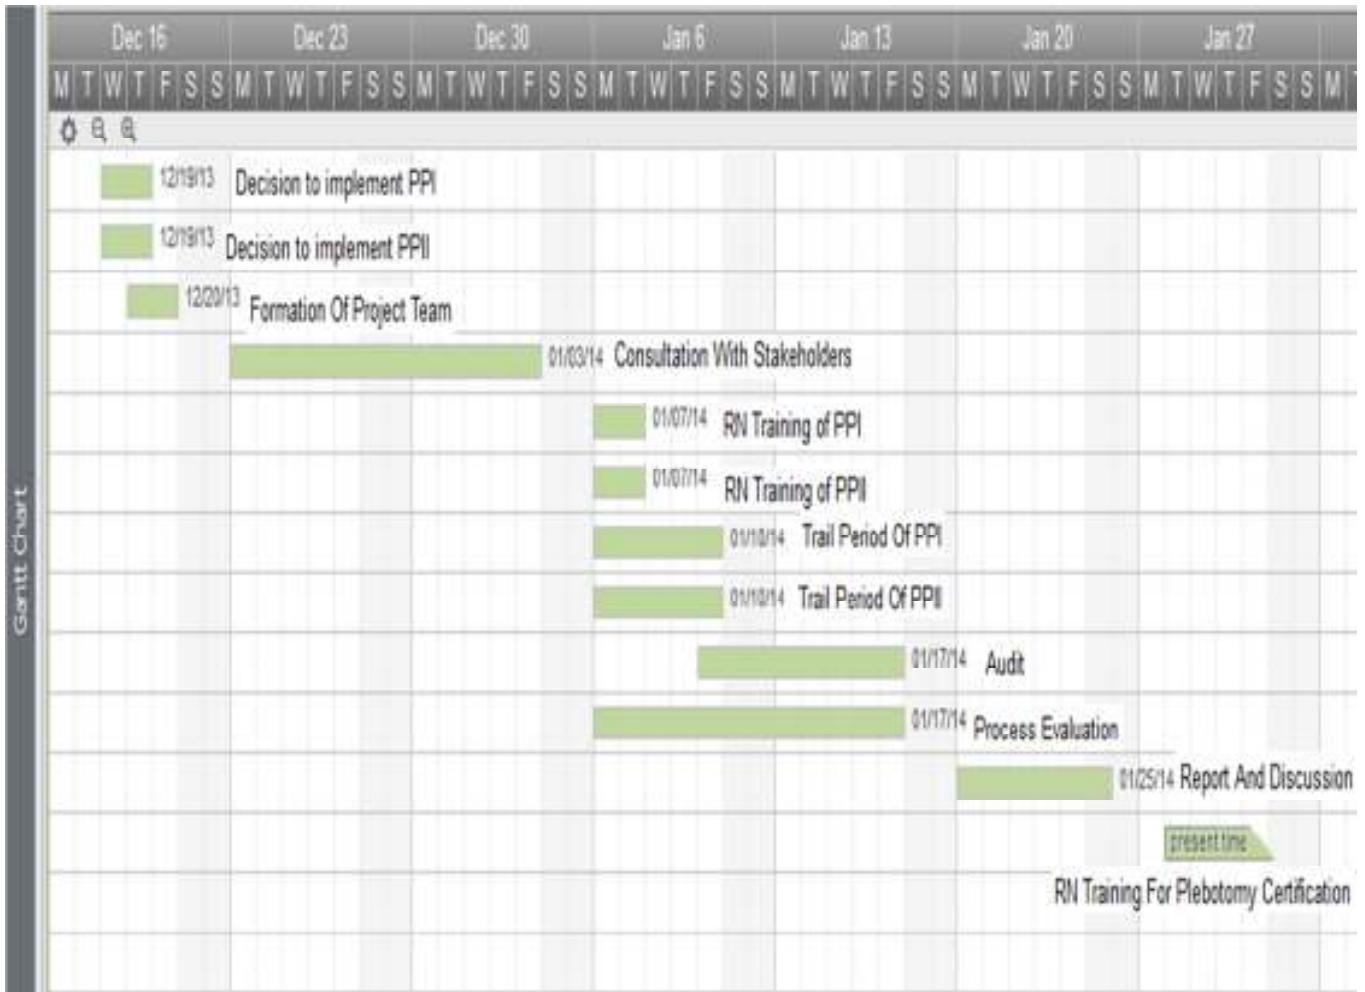 Dec 16 Dec 23 Dec 30 Jan 6 Jan 13 Jan 20 Jan 27
M T W T F S S M T W T F S S M T W T F S S M T W T F S S M T W T F S S M T W T F S S M T W T F S S M T
12/19/13 Decision to implement PPI
12/19/13 Decision to implement PPII
12/20/13 Formation Of Project Team
01/03/14 Consultation With Stakeholders
01/07/14 RN Training of PPI
01/07/14 RN Training of PPII
01/10/14 Trail Period Of PPI
01/10/14 Trail Period Of PPII
01/17/14 Audit
01/17/14 Process Evaluation
01/25/14 Report And Discussion
present time
RN Training For Plebotomy Certification
Gantt Chart